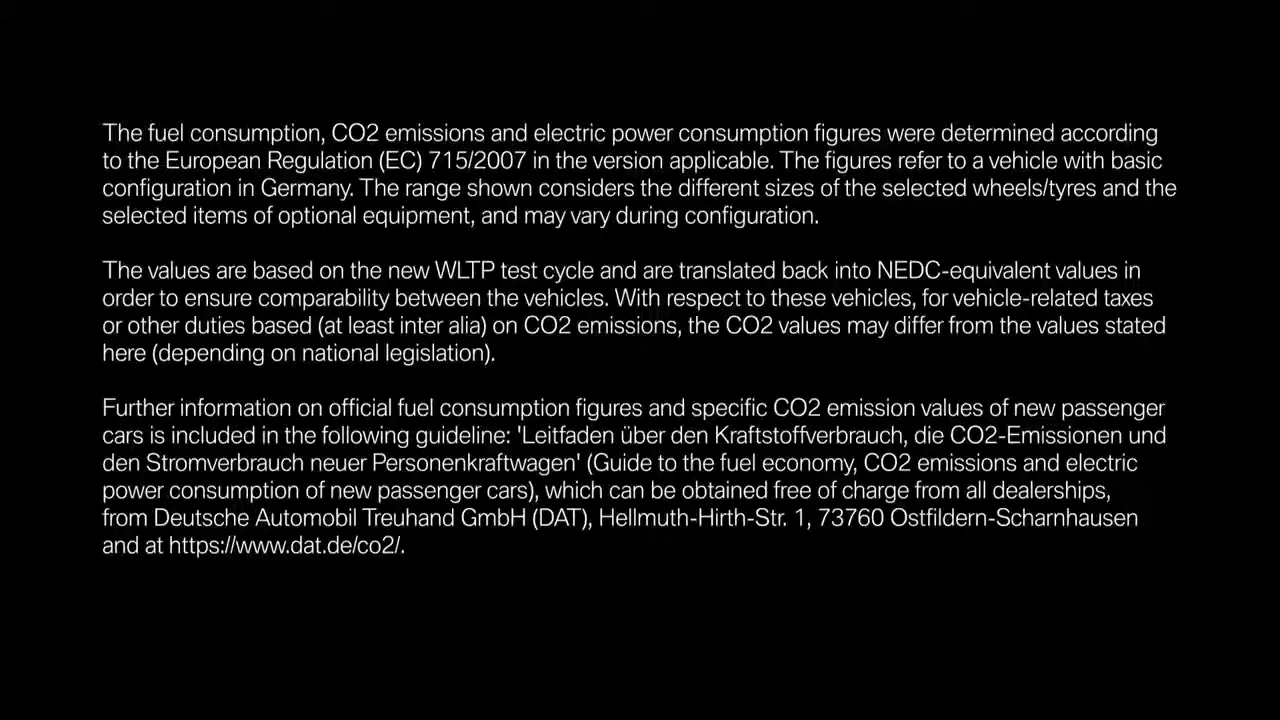 The fuel consumption, CO2 emissions and electric power consumption figures were determined according
to the European Regulation (EC) 715/2007 in the version applicable. The figures refer to a vehicle with basic
configuration in Germany. The range shown considers the different sizes of the selected wheels/tyres and the
selected items of optional equipment, and may vary during configuration.
The values are based on the new WLTP test cycle and are translated back into NEDC-equivalent values in
order to ensure comparability between the vehicles. With respect to these vehicles, for vehicle-related taxes
or other duties based (at least inter alia) on CO2 emissions, the CO2 values may differ from the values stated
here (depending on national legislation).
Further information on official fuel consumption figures and specific CO2 emission values of new passenger
cars is included in the following guideline: 'Leitfaden über den Kraftstoffverbrauch, die CO2-Emissionen und
den Stromverbrauch neuer Personenkraftwagen' (Guide to the fuel economy, CO2 emissions and electric
power consumption of new passenger cars), which can be obtained free of charge from all dealerships,
from Deutsche Automobil Treuhand GmbH (DAT), Hellmuth-Hirth-Str. 1, 73760 Ostfildern-Scharnhausen
and at https://www.dat.de/co2/.